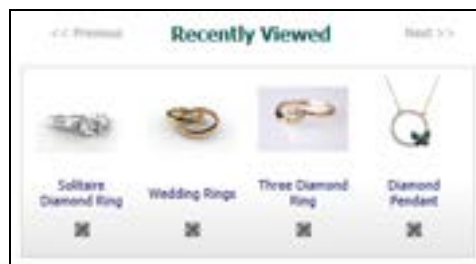 << Previous Recently Viewed Next >>
Solitaire Diamond Ring
Wedding Rings
Three Diamond Ring
Diamond Pendant